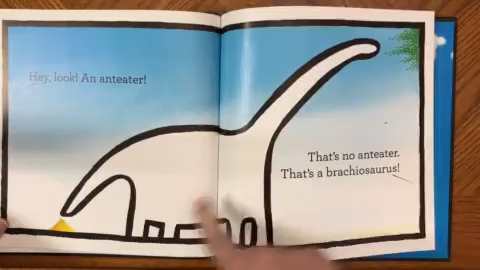 Hey, look! An anteater!
That's no anteater.
That's a brachiosaurus!